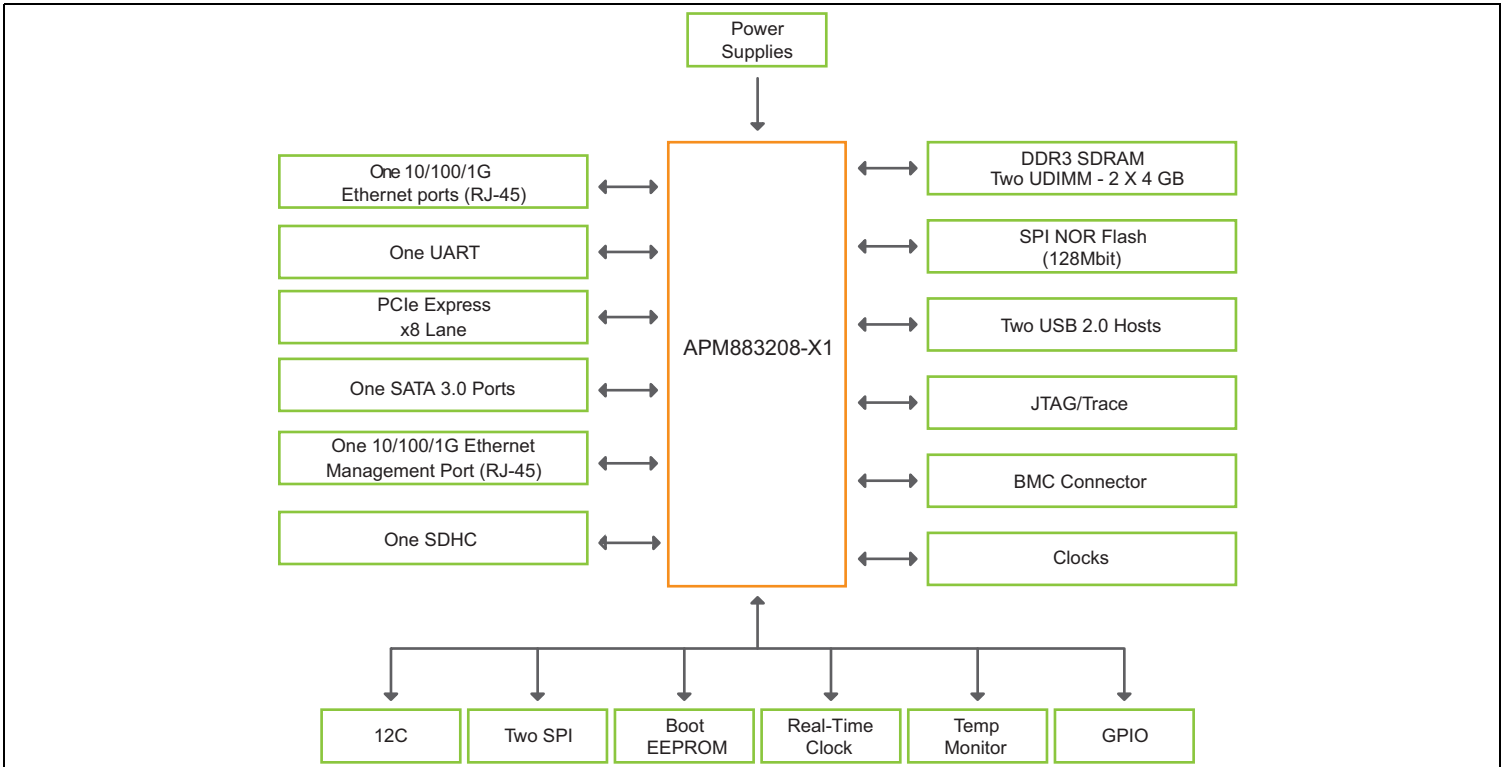 Power
Supplies
One 10/100/1G
Ethernet ports (RJ-45)
One UART
PCIe Express
x8 Lane
One SATA 3.0 Ports
One 10/100/1G Ethernet
Management Port (RJ-45)
One SDHC
APM883208-X1
DDR3 SDRAM
Two UDIMM - 2 X 4 GB
SPI NOR Flash
(128Mbit)
Two USB 2.0 Hosts
JTAG/Trace
BMC Connector
Clocks
12C
Two SPI
Boot
EEPROM
Real-Time
Clock
Temp
Monitor
GPIO